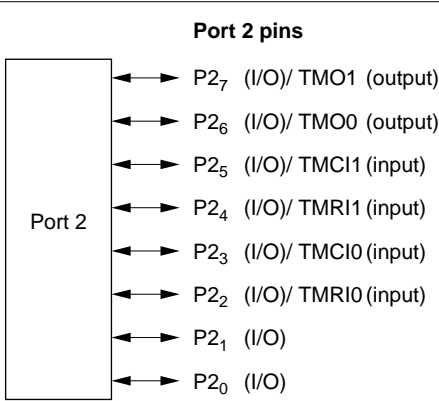 Port 2 pins
P2₇ (I/O)/ TMO1 (output)
P2₆ (I/O)/ TMO0 (output)
P2₅ (I/O)/ TMCI1 (input)
P2₄ (I/O)/ TMRI1 (input)
Port 2
P2₃ (I/O)/ TMCI0 (input)
P2₂ (I/O)/ TMRI0 (input)
P2₁ (I/O)
P2₀ (I/O)